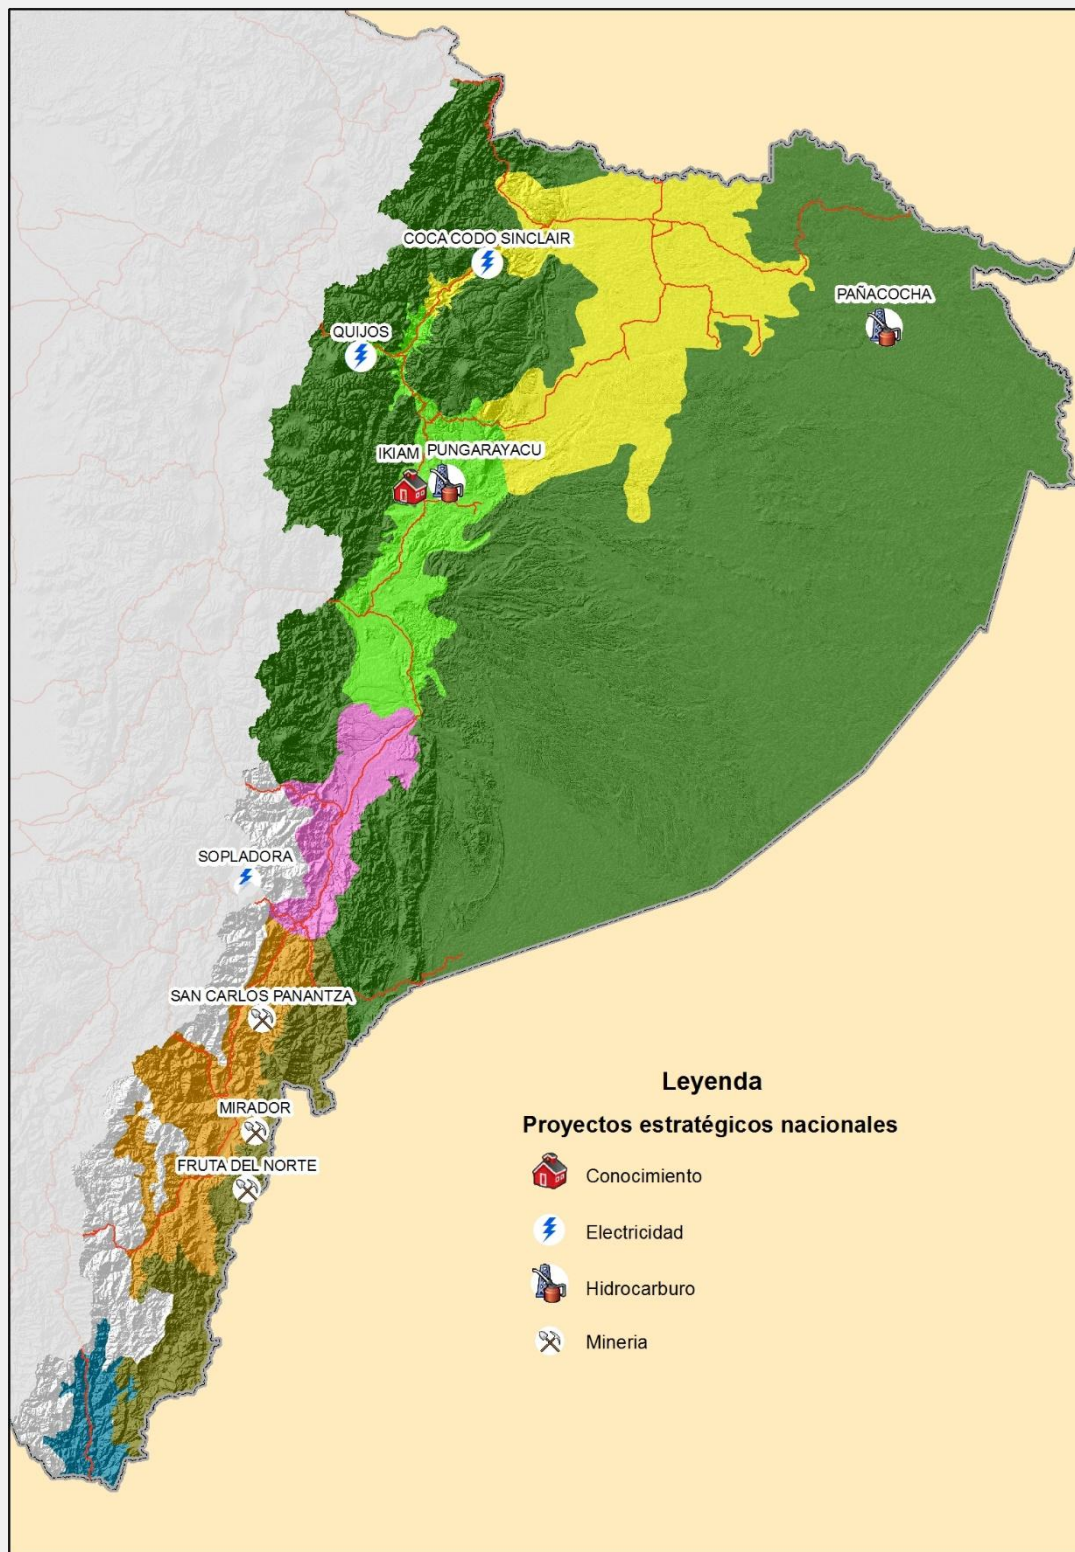 COCA CODO SINCLAIR
PAÑACOCHA
QUIJOS
IKIAM
PUNGARAYACU
SOPLADORA
SAN CARLOS PANANTZA
MIRADOR
FRUTA DEL NORTE
Leyenda
Proyectos estratégicos nacionales
Conocimiento
Electricidad
Hidrocarburo
Mineria